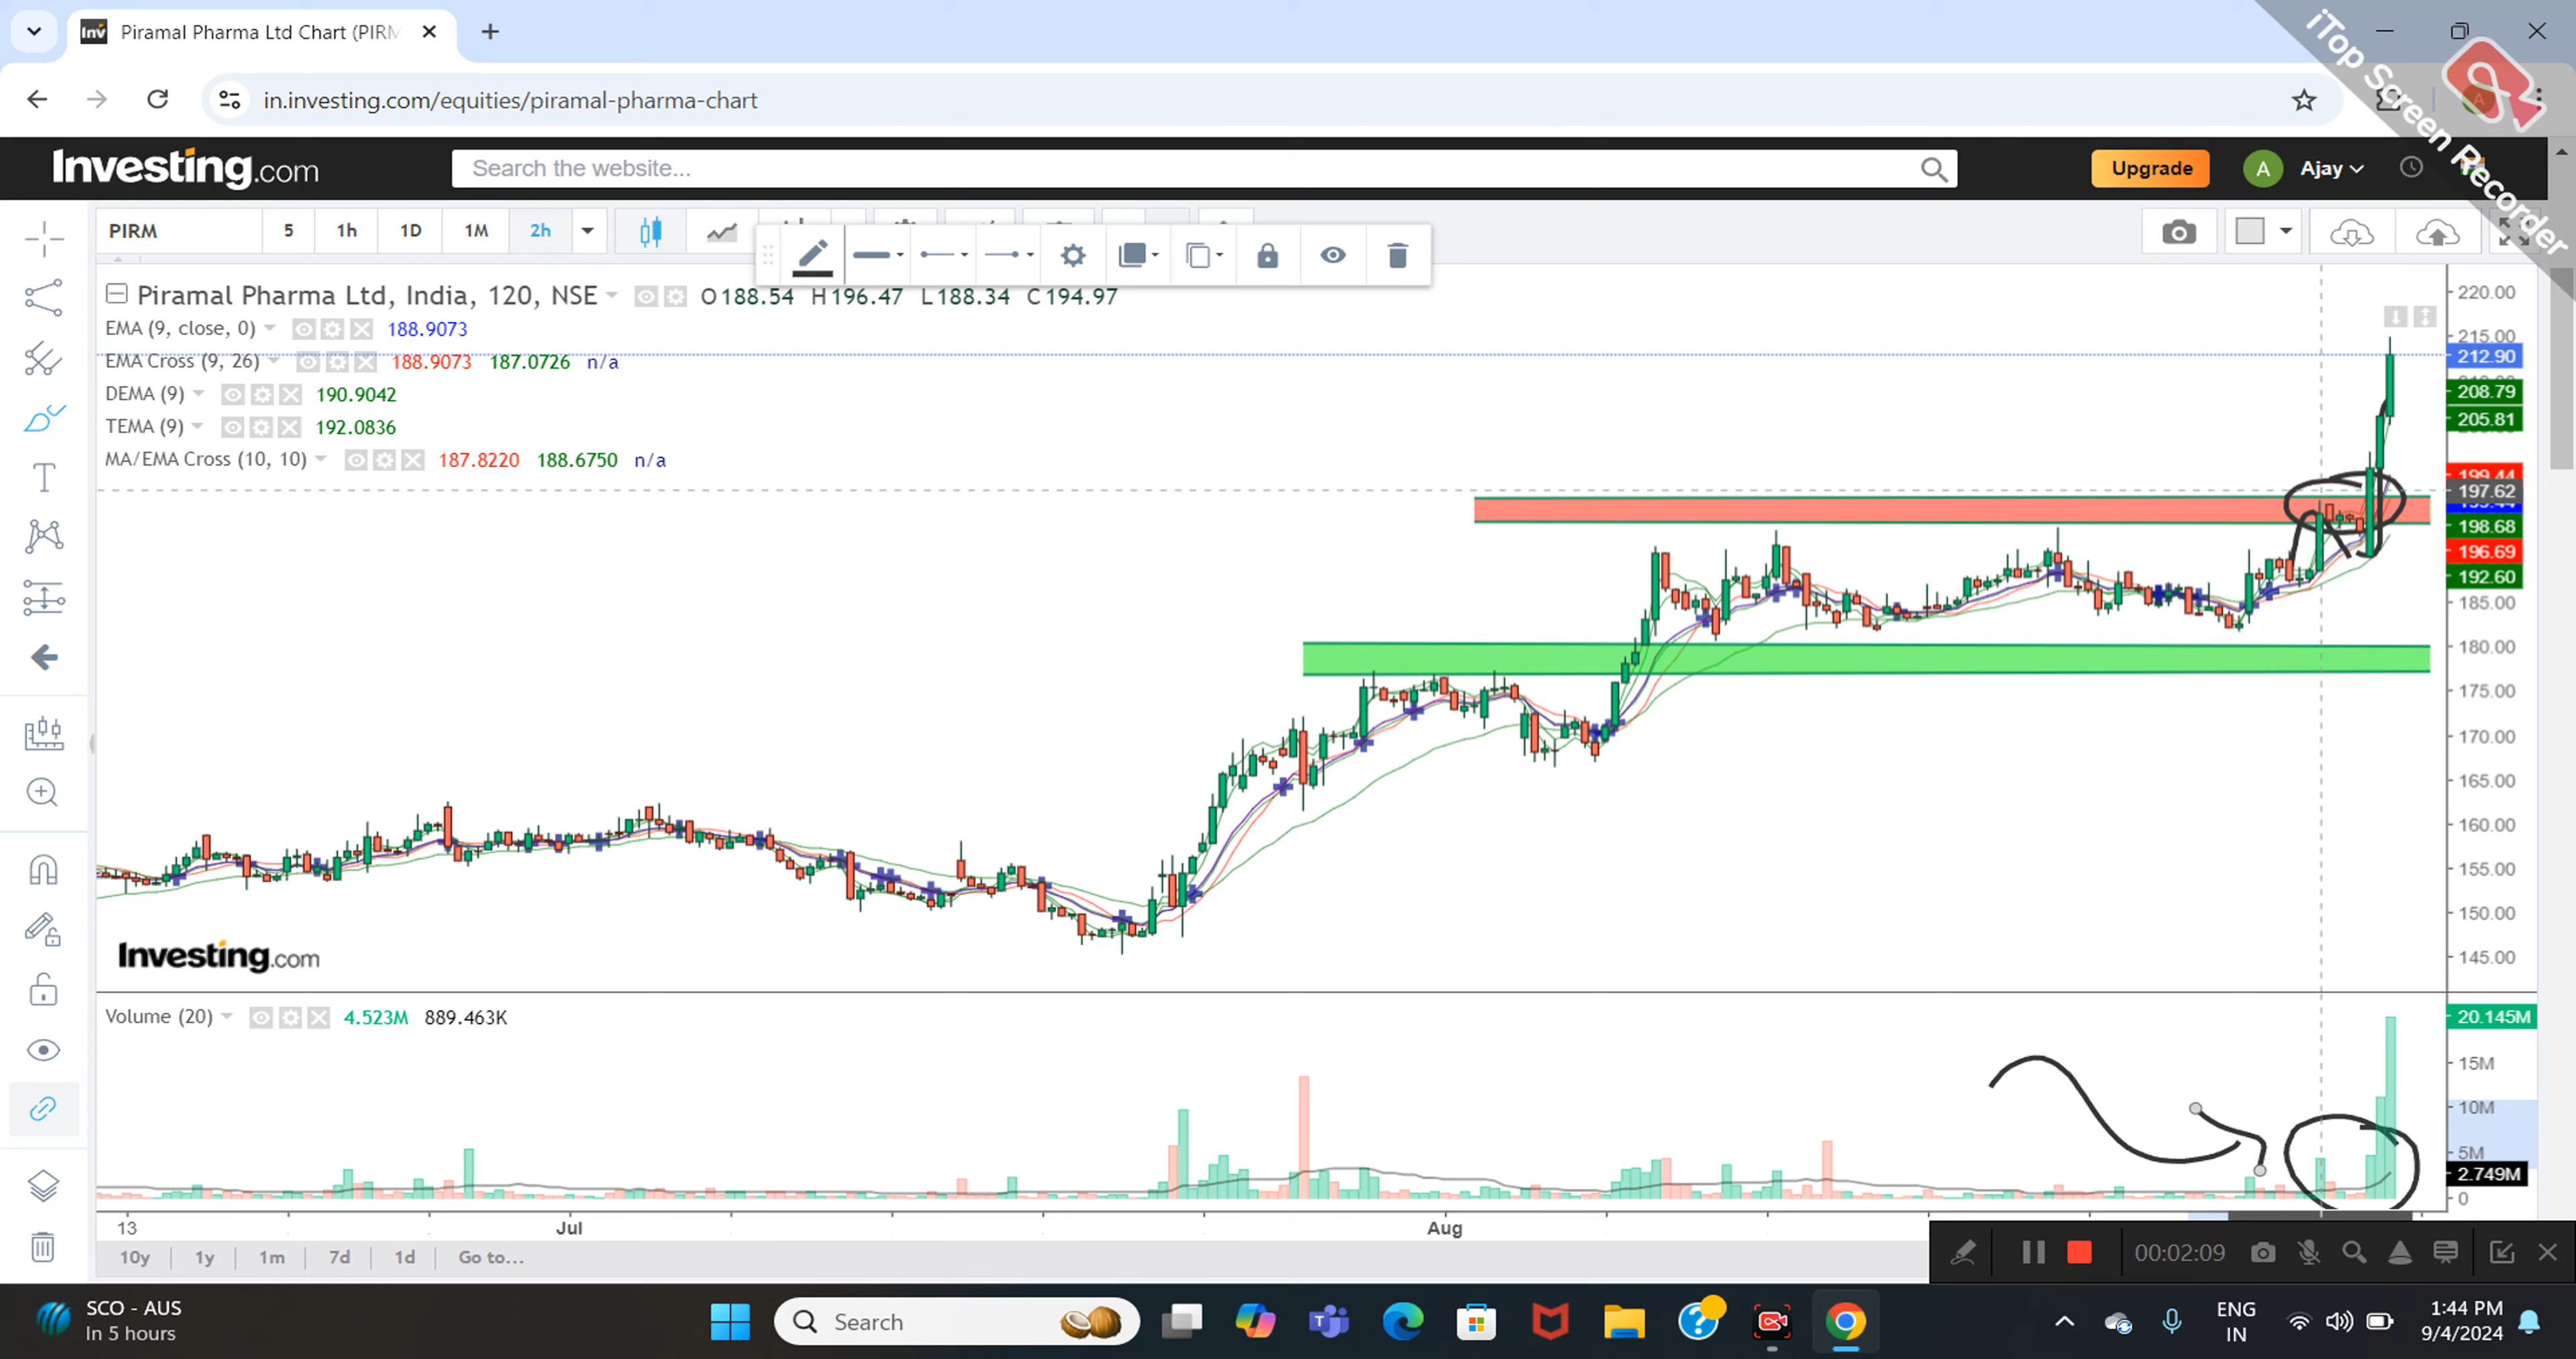 Piramal Pharma Ltd Chart (PIRM
in.investing.com/equities/piramal-pharma-chart
iTop Screen Recorder
Investing.com
Search the website...
Upgrade
A
Ajay
PIRM
5
1h
1D
1M
2h
Piramal Pharma Ltd, India, 120, NSE
O188.54 H196.47 L188.34 C194.97
EMA (9, close, 0) 188.9073
EMA Cross (9, 26) 188.9073 187.0726 n/a
DEMA (9) 190.9042
TEMA (9) 192.0836
MA/EMA Cross (10, 10) 187.8220 188.6750 n/a
220.00
215.00
212.90
208.79
205.81
199.44
197.62
198.68
196.69
192.60
185.00
180.00
175.00
170.00
165.00
160.00
155.00
150.00
145.00
Investing.com
Volume (20) 4.523M 889.463K
20.145M
15M
10M
5M
2.749M
0
13
Jul
Aug
10y
1y
1m
7d
1d
Go to...
00:02:09
SCO - AUS
In 5 hours
Search
ENG
IN
1:44 PM
9/4/2024